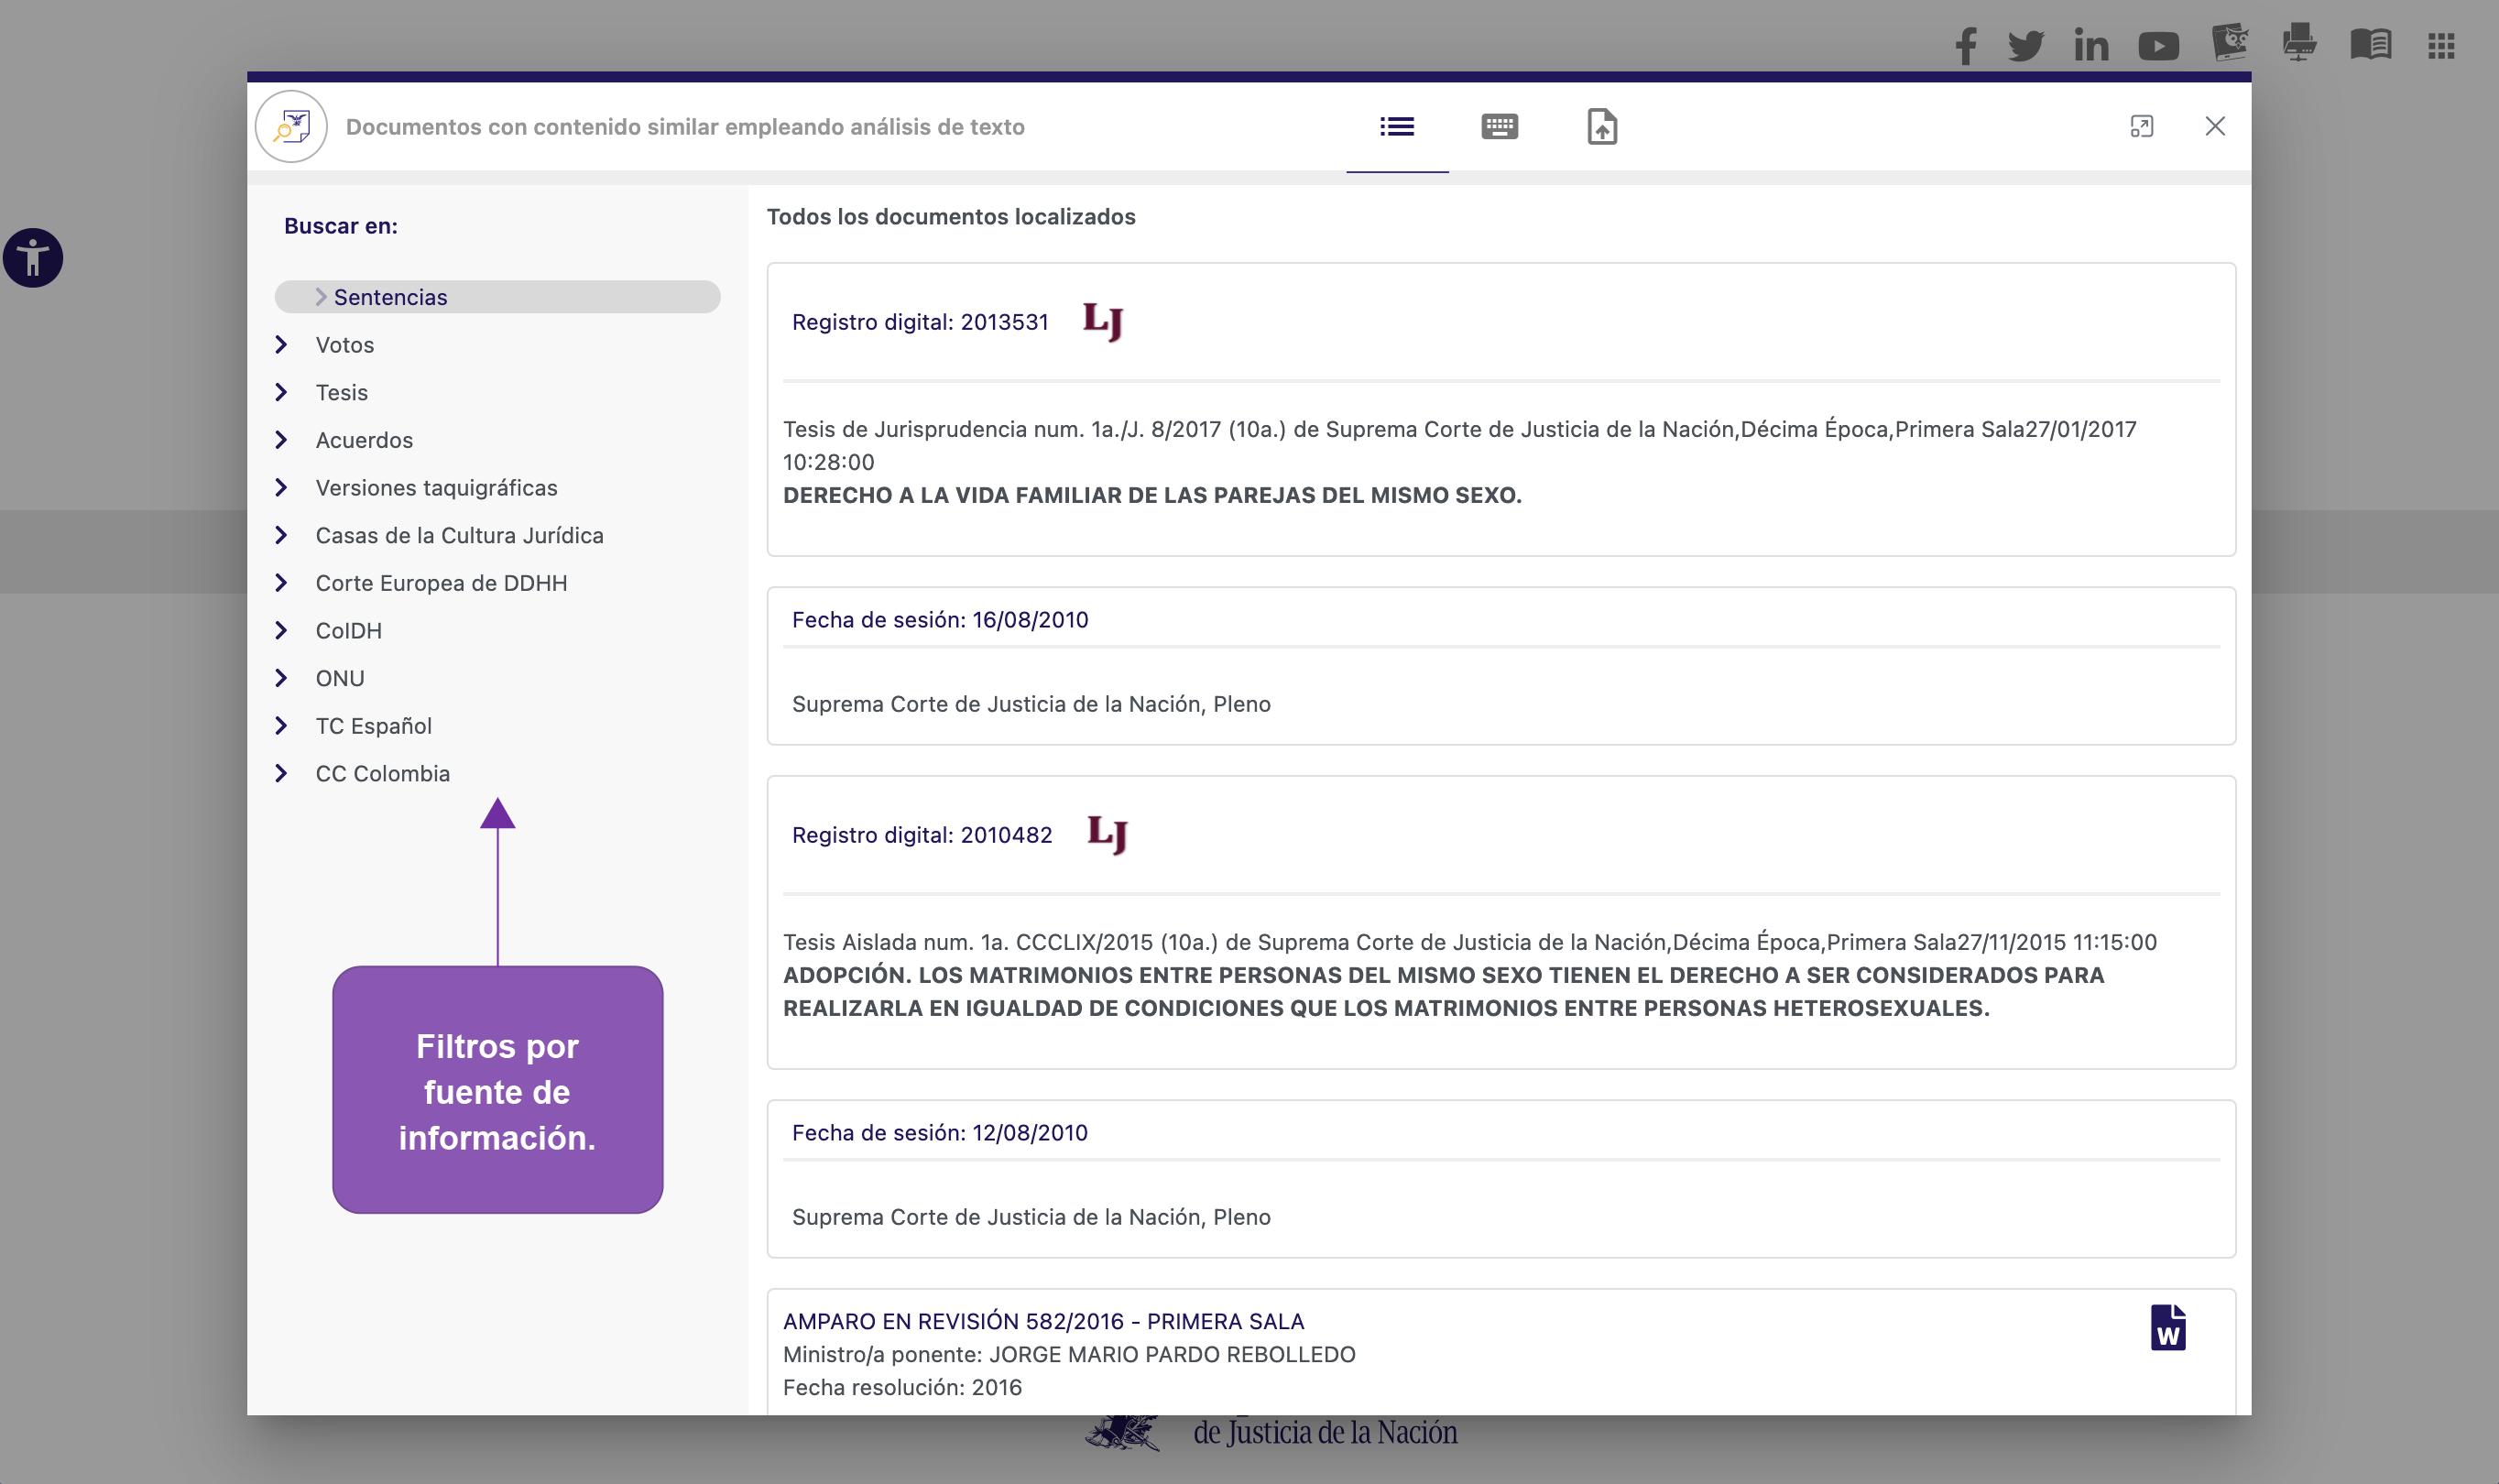 Documentos con contenido similar empleando análisis de texto
Buscar en:
Sentencias
Votos
Tesis
Acuerdos
Versiones taquigráficas
Casas de la Cultura Jurídica
Corte Europea de DDHH
CoIDH
ONU
TC Español
CC Colombia
Filtros por
fuente de
información.
Todos los documentos localizados
Registro digital: 2013531 LJ
Tesis de Jurisprudencia num. 1a./J. 8/2017 (10a.) de Suprema Corte de Justicia de la Nación,Décima Época,Primera Sala27/01/2017
10:28:00
DERECHO A LA VIDA FAMILIAR DE LAS PAREJAS DEL MISMO SEXO.
Fecha de sesión: 16/08/2010
Suprema Corte de Justicia de la Nación, Pleno
Registro digital: 2010482 LJ
Tesis Aislada num. 1a. CCCLIX/2015 (10a.) de Suprema Corte de Justicia de la Nación,Décima Época,Primera Sala27/11/2015 11:15:00
ADOPCIÓN. LOS MATRIMONIOS ENTRE PERSONAS DEL MISMO SEXO TIENEN EL DERECHO A SER CONSIDERADOS PARA
REALIZARLA EN IGUALDAD DE CONDICIONES QUE LOS MATRIMONIOS ENTRE PERSONAS HETEROSEXUALES.
Fecha de sesión: 12/08/2010
Suprema Corte de Justicia de la Nación, Pleno
AMPARO EN REVISIÓN 582/2016 - PRIMERA SALA
W
Ministro/a ponente: JORGE MARIO PARDO REBOLLEDO
Fecha resolución: 2016
de Justicia de la Nación